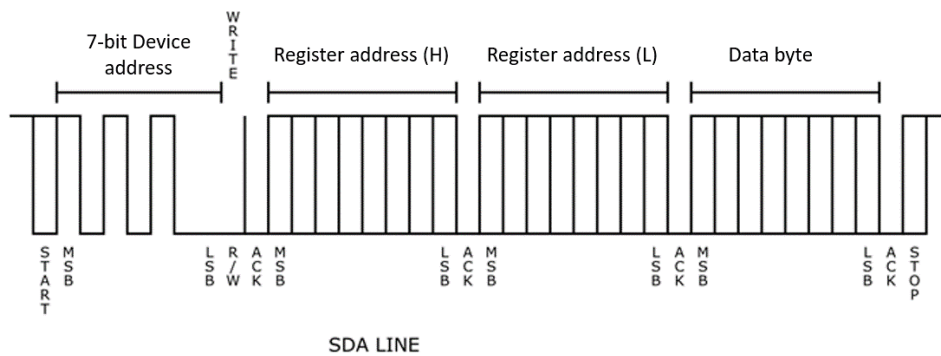 WRITE
7-bit Device
address
Register address (H)
Register address (L)
Data byte
START
MSB
LSB
R/W
ACK
MSB
LSB
ACK
MSB
LSB
ACK
MSB
LSB
ACK
STOP
SDA LINE